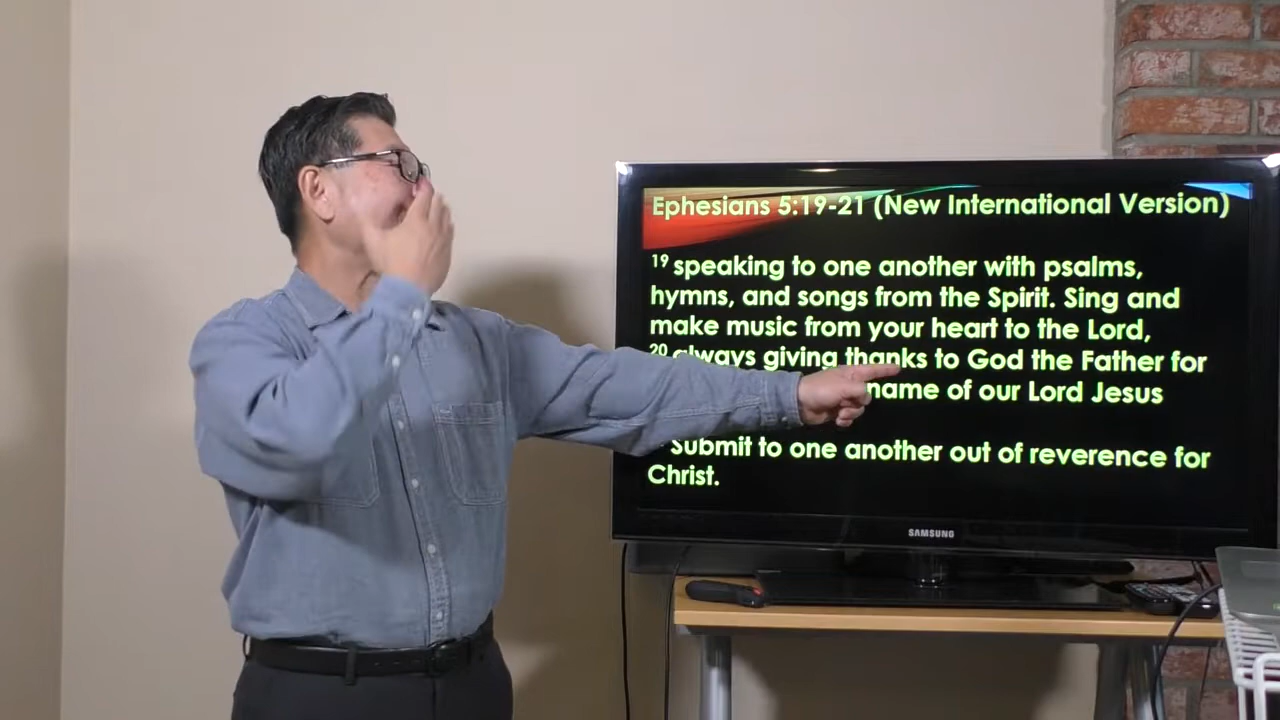 Ephesians 5:19-21 (New International Version)
19 speaking to one another with psalms,
hymns, and songs from the Spirit. Sing and
make music from your heart to the Lord,
20 always giving thanks to God the Father for
name of our Lord Jesus
Submit to one another out of reverence for
Christ.
SAMSUNG